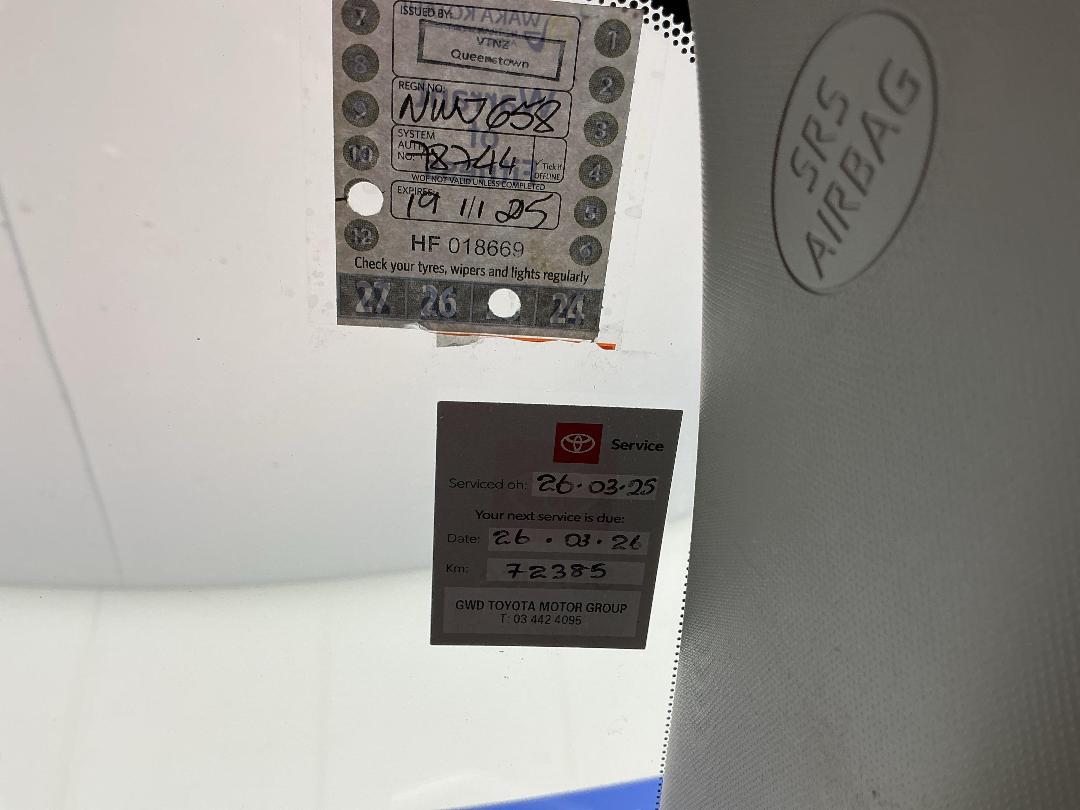 ISSUED BY:
VTNZ
Queenstown
REGN NO:
NWJ658
SYSTEM
AUTH
NO:
78744
Tick if
OFFLINE
WOF NOT VALID UNLESS COMPLETED
EXPIRES:
19 11 25
HF 018669
Check your tyres, wipers and lights regularly
7
8
9
10
12
1
2
3
4
5
6
27 26 24
Service
Serviced on: 26.03.25
Your next service is due:
Date: 26.03.26
Km: 72385
GWD TOYOTA MOTOR GROUP
T: 03 442 4095
SRS
AIRBAG